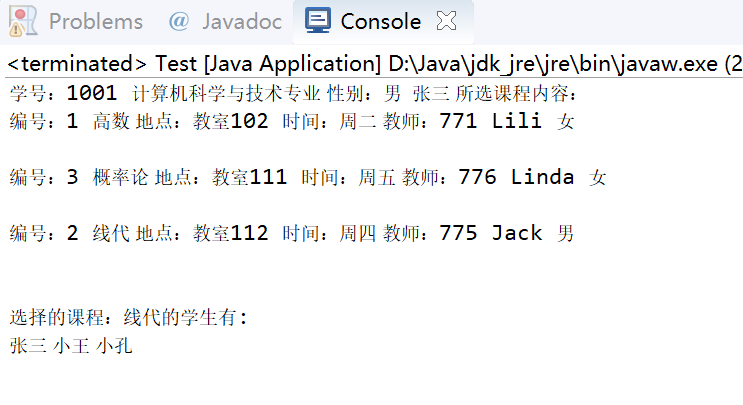 Problems @ Javadoc Console
<terminated> Test [Java Application] D:\Java\jdk_jre\jre\bin\javaw.exe (2
学号：1001 计算机科学与技术专业 性别：男 张三 所选课程内容：
编号：1 高数 地点：教室102 时间：周二 教师：771 Lili 女
编号：3 概率论 地点：教室111 时间：周五 教师：776 Linda 女
编号：2 线代 地点：教室112 时间：周四 教师：775 Jack 男
选择的课程：线代的学生有：
张三 小王 小孔